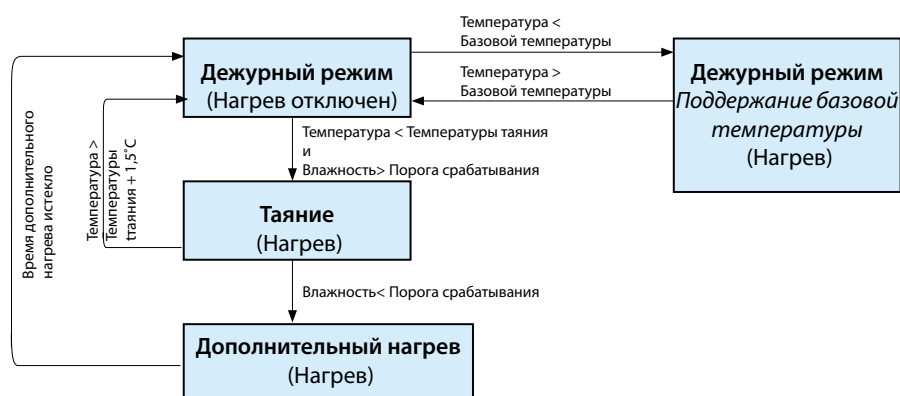 Температура <
Базовой температуры
Дежурный режим
(Нагрев отключен)
Температура >
Базовой температуры
Дежурный режим
Поддержание базовой
температуры
(Нагрев)
Температура < Температуры таяния
и
Влажность> Порога срабатывания
Время дополнительного
нагрева истекло
Температура >
Температуры
tтаяния + 1,5˚C
Таяние
(Нагрев)
Влажность< Порога срабатывания
Дополнительный нагрев
(Нагрев)